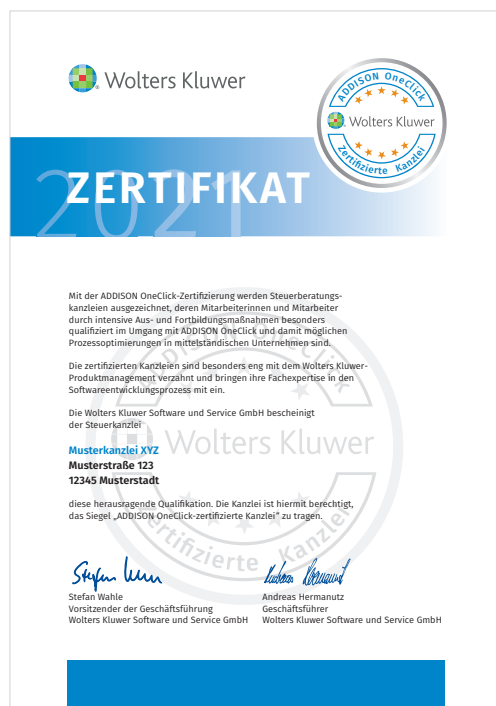 Wolters Kluwer
ADDISON OneClick
Wolters Kluwer
Zertifizierte Kanzlei
2021
ZERTIFIKAT
Mit der ADDISON OneClick-Zertifizierung werden Steuerberatungs-
kanzleien ausgezeichnet, deren Mitarbeiterinnen und Mitarbeiter
durch intensive Aus- und Fortbildungsmaßnahmen besonders
qualifiziert im Umgang mit ADDISON OneClick und damit möglichen
Prozessoptimierungen in mittelständischen Unternehmen sind.
Die zertifizierten Kanzleien sind besonders eng mit dem Wolters Kluwer-
Produktmanagement verzahnt und bringen ihre Fachexpertise in den
Softwareentwicklungsprozess mit ein.
Die Wolters Kluwer Software und Service GmbH bescheinigt
der Steuerkanzlei
Musterkanzlei XYZ
Musterstraße 123
12345 Musterstadt
diese herausragende Qualifikation. Die Kanzlei ist hiermit berechtigt,
das Siegel „ADDISON OneClick-zertifizierte Kanzlei“ zu tragen.
ADDISON OneClick
Wolters Kluwer
Zertifizierte Kanzlei
Stefan Wahle
Vorsitzender der Geschäftsführung
Wolters Kluwer Software und Service GmbH
Andreas Hermanutz
Geschäftsführer
Wolters Kluwer Software und Service GmbH